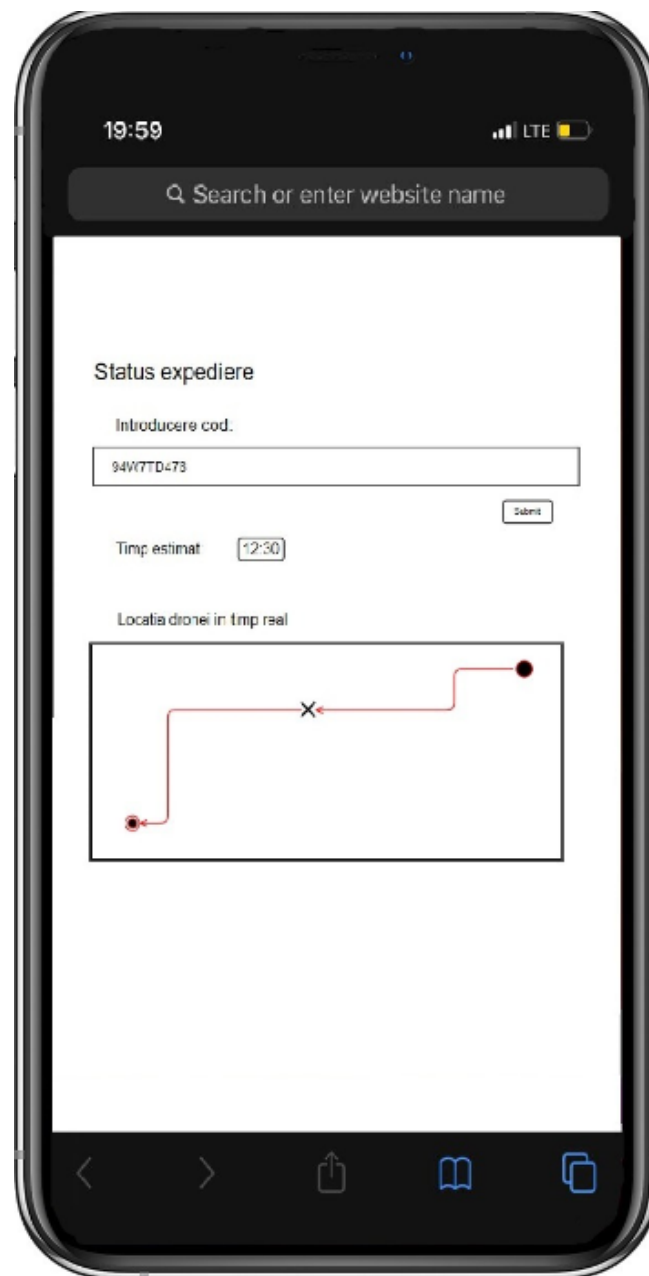 19:59
LTE
Search or enter website name
Status expediere
Introducere cod:
94W7TD473
Submit
Timp estimat 12:30
Locatia dronei in timp real